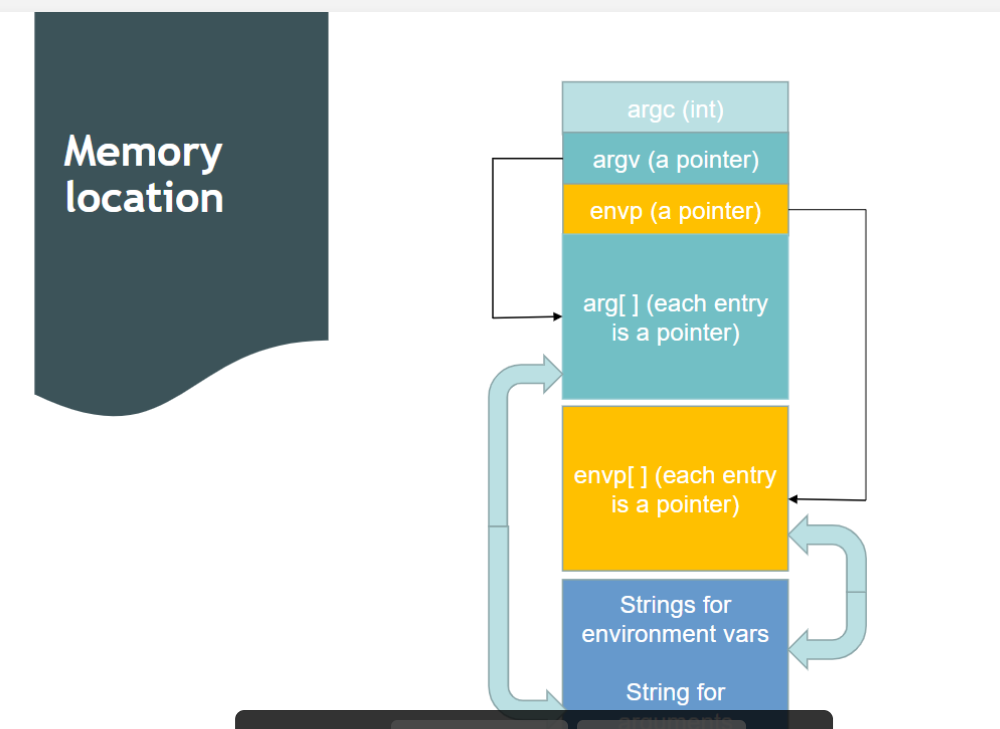 Memory
location
argc (int)
argv (a pointer)
envp (a pointer)
arg[ ] (each entry
is a pointer)
envp[ ] (each entry
is a pointer)
Strings for
environment vars
String for
arguments